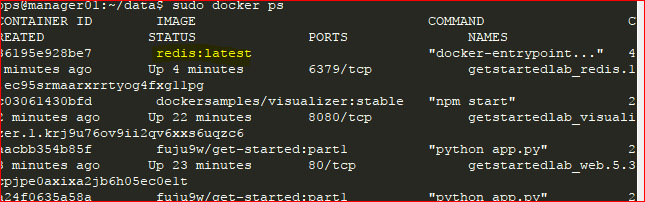 ops@manager01:~/data$ sudo docker ps
CONTAINER ID IMAGE COMMAND C
REATED STATUS PORTS NAMES
86195e928be7 redis:latest "docker-entrypoint..." 4
minutes ago Up 4 minutes 6379/tcp getstartedlab_redis.1
.ec95srmaarxrrtyog4fxg11pg
c03061430bfd dockersamples/visualizer:stable "npm start" 2
2 minutes ago Up 22 minutes 8080/tcp getstartedlab_visuali
zer.1.krj9u76ov9ii2qv6xxs6uqzc6
aacbb354b85f fuju9w/get-started:part1 "python app.py" 2
3 minutes ago Up 23 minutes 80/tcp getstartedlab_web.5.3
cpjpe0axixa2jb6h05ec0elt
a24f0635a58a fuju9w/get-started:part1 "python app.py" 2